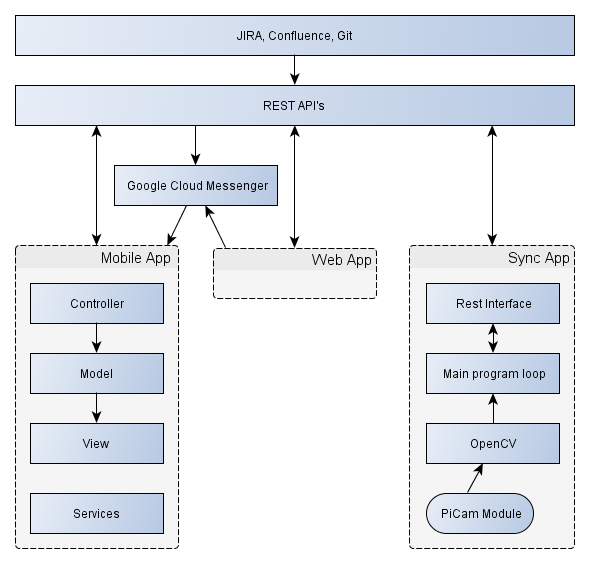 JIRA, Confluence, Git
REST API's
Google Cloud Messenger
Mobile App
Web App
Sync App
Controller
Rest Interface
Model
Main program loop
View
OpenCV
Services
PiCam Module